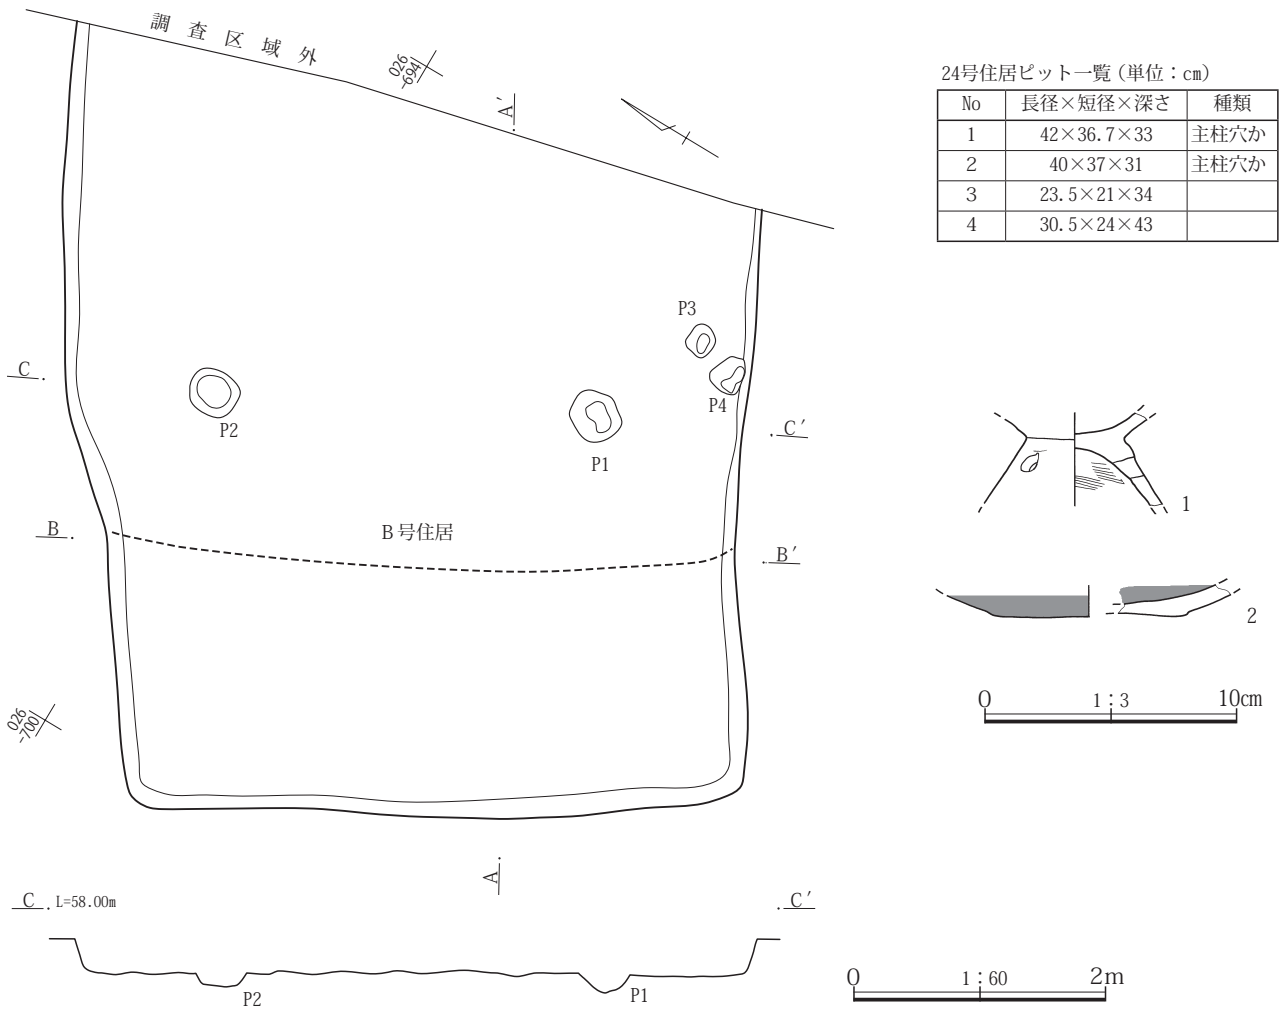 調査区域外
026
-694
A′
24号住居ピット一覧（単位：cm）
No 長径×短径×深さ 種類
1 42×36.7×33 主柱穴か
2 40×37×31 主柱穴か
3 23.5×21×34
4 30.5×24×43
P3
C
P4
P2
C′
P1
B
B号住居
B′
1
2
026
-700
0 1：3 10cm
A
C L=58.00m
C′
P2
P1
0 1：60 2m